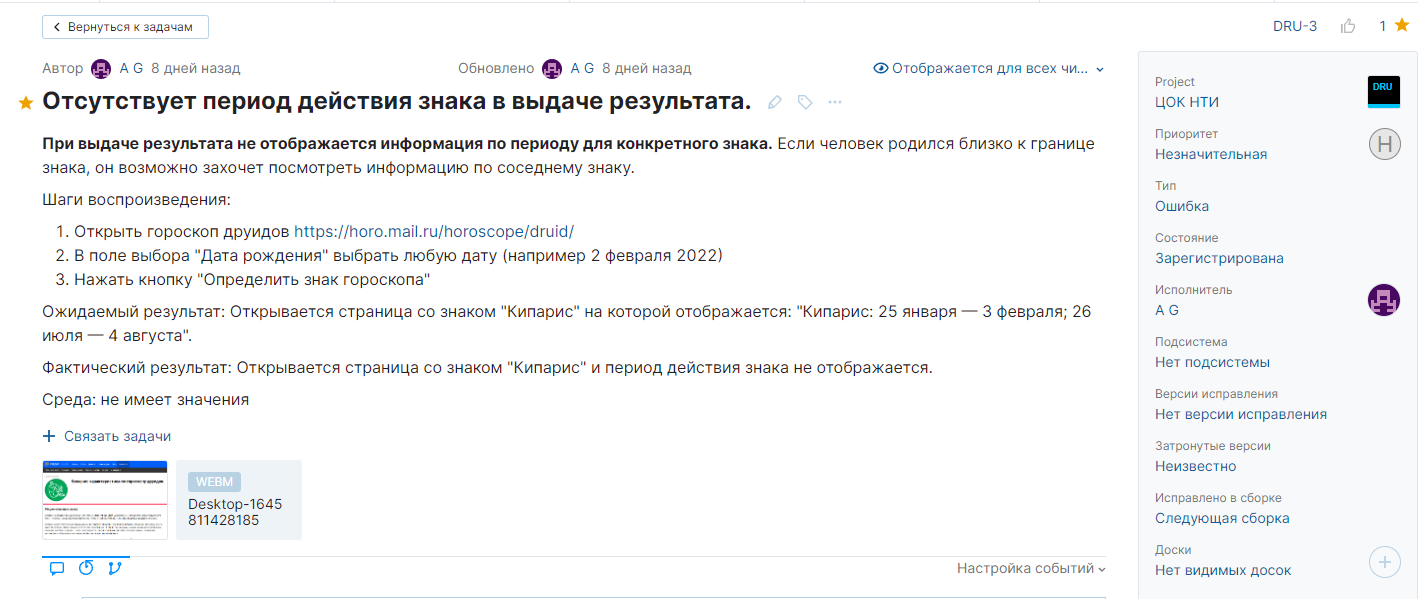 Вернуться к задачам
DRU-3
1
Автор A G 8 дней назад
Обновлено A G 8 дней назад
Отображается для всех чи...
Отсутствует период действия знака в выдаче результата.
При выдаче результата не отображается информация по периоду для конкретного знака. Если человек родился близко к границе
знака, он возможно захочет посмотреть информацию по соседнему знаку.
Шаги воспроизведения:
1. Открыть гороскоп друидов https://horo.mail.ru/horoscope/druid/
2. В поле выбора "Дата рождения" выбрать любую дату (например 2 февраля 2022)
3. Нажать кнопку "Определить знак гороскопа"
Ожидаемый результат: Открывается страница со знаком "Кипарис" на которой отображается: "Кипарис: 25 января — 3 февраля; 26
июля — 4 августа".
Фактический результат: Открывается страница со знаком "Кипарис" и период действия знака не отображается.
Среда: не имеет значения
Связать задачи
WEBM
Desktop-1645
811428185
Настройка событий
Project
ЦОК НТИ
DRU
Приоритет
Незначительная
Н
Тип
Ошибка
Состояние
Зарегистрирована
Исполнитель
A G
Подсистема
Нет подсистемы
Версии исправления
Нет версии исправления
Затронутые версии
Неизвестно
Исправлено в сборке
Следующая сборка
Доски
Нет видимых досок